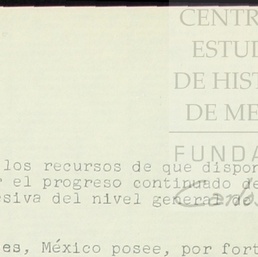 CENTR
ESTUD
DE HIST
DE ME
FUNDA
los recursos de que dispon
el progreso continuado de
siva del nivel general de
es, México posee, por fort